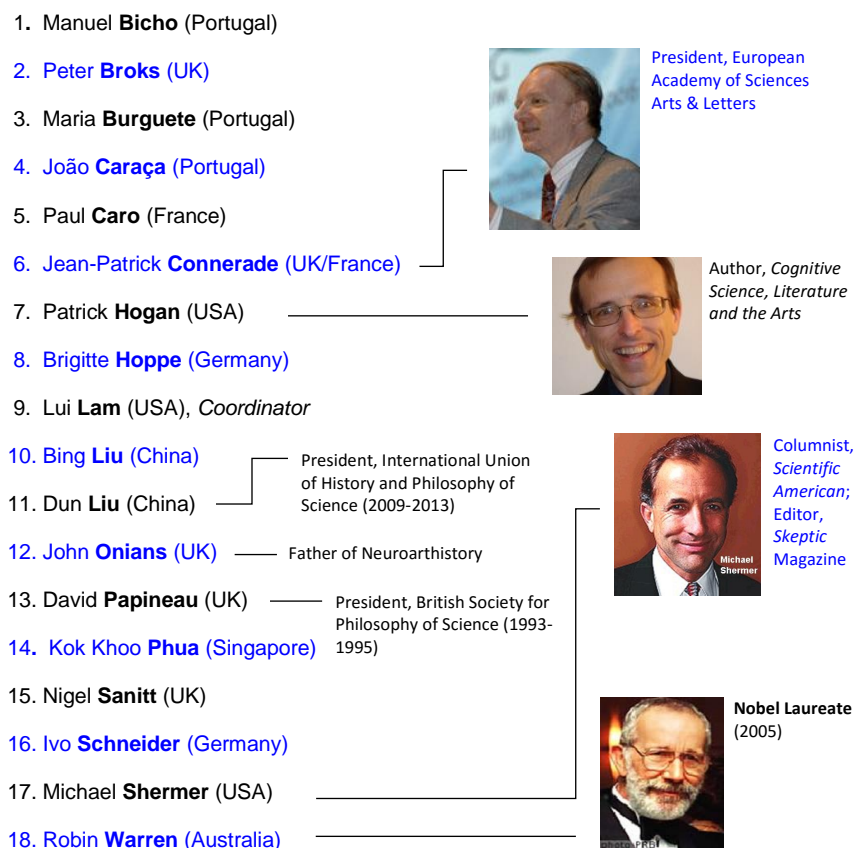 1. Manuel Bicho (Portugal)
2. Peter Broks (UK)
3. Maria Burguete (Portugal)
4. João Caraça (Portugal)
5. Paul Caro (France)
6. Jean-Patrick Connerade (UK/France)
7. Patrick Hogan (USA)
8. Brigitte Hoppe (Germany)
9. Lui Lam (USA), Coordinator
10. Bing Liu (China)
11. Dun Liu (China)
12. John Onians (UK)
13. David Papineau (UK)
14. Kok Khoo Phua (Singapore)
15. Nigel Sanitt (UK)
16. Ivo Schneider (Germany)
17. Michael Shermer (USA)
18. Robin Warren (Australia)
President, European
Academy of Sciences
Arts & Letters
Author, Cognitive
Science, Literature
and the Arts
President, International Union
of History and Philosophy of
Science (2009-2013)
Father of Neuroarthistory
President, British Society for
Philosophy of Science (1993-
1995)
Columnist,
Scientific
American;
Editor,
Skeptic
Magazine
Michael
Shermer
Nobel Laureate
(2005)
photo PRB